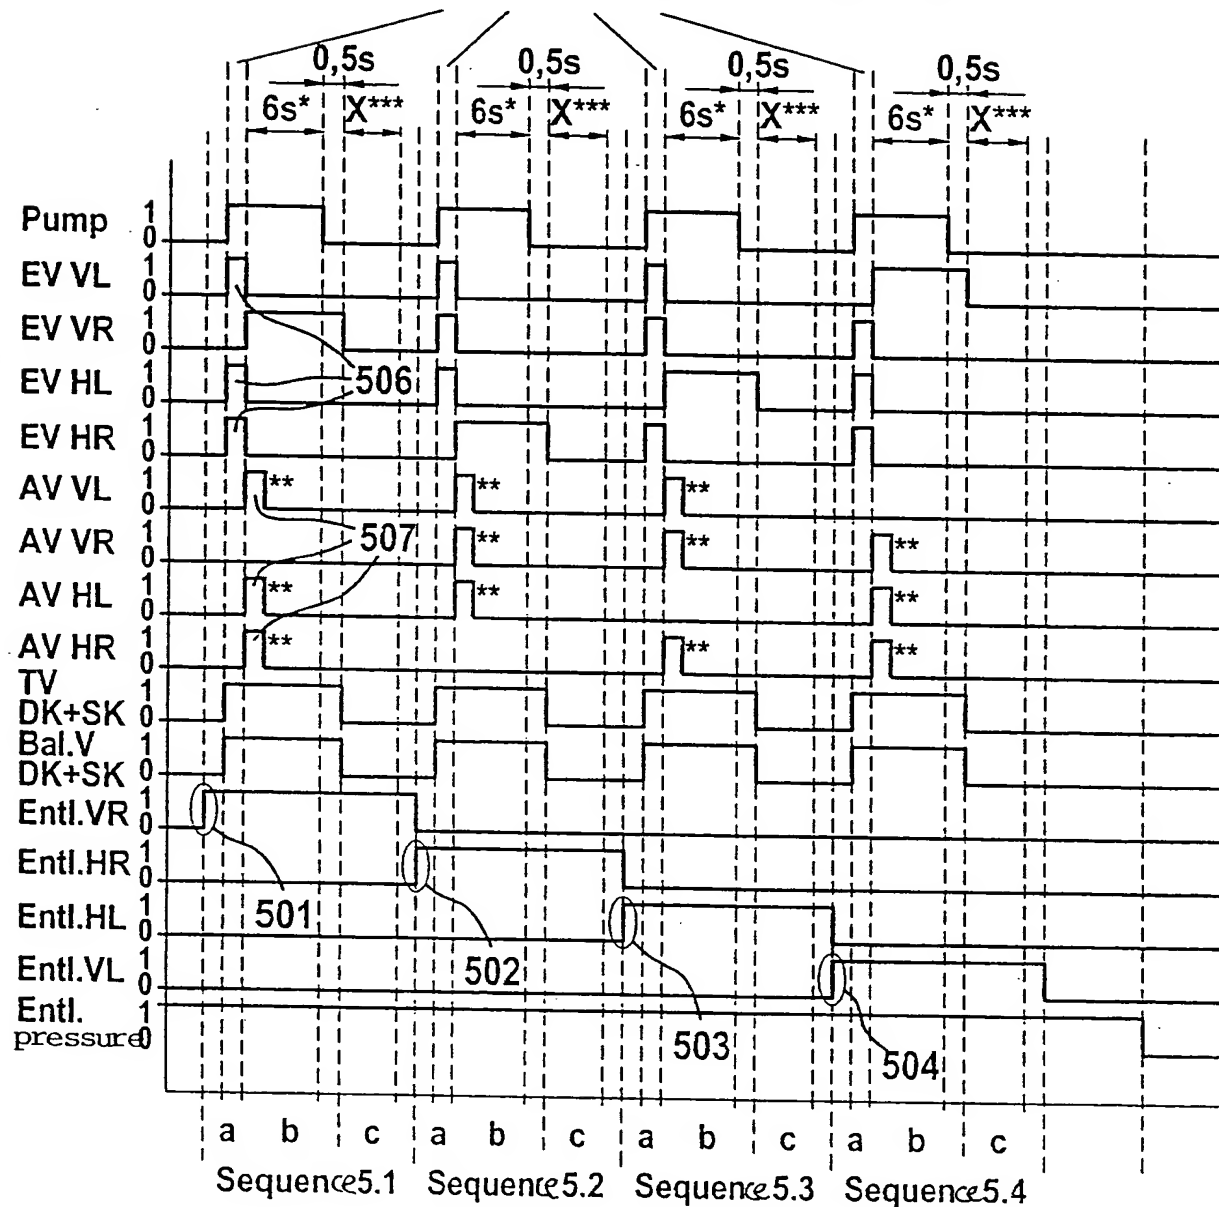 0,5s 0,5s 0,5s 0,5s
6s* X*** 6s* X*** 6s* X*** 6s* X***
Pump 1 0
EV VL 1 0
EV VR 1 0
EV HL 1 0
506
EV HR 1 0
AV VL 1 0 ** ** **
AV VR 1 0 ** ** **
507
AV HL 1 0 ** ** **
AV HR 1 0 ** ** **
TV
DK+SK 1 0
Bal.V
DK+SK 1 0
Entl.VR 1 0
Entl.HR 1 0
501
Entl.HL 1 0
502
Entl.VL 1 0
Entl.
pressure 1 0
503
504
a b c a b c a b c a b c
Sequence5.1 Sequence5.2 Sequence5.3 Sequence5.4